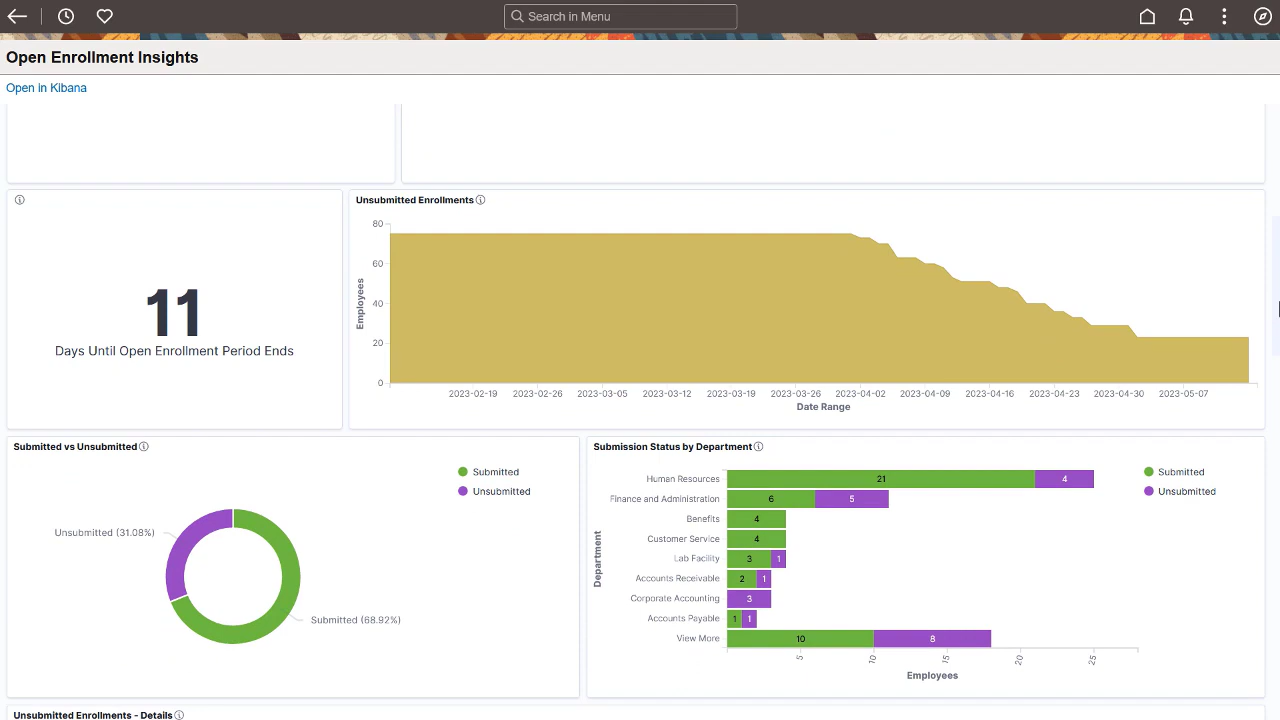 Search in Menu
Open Enrollment Insights
Open in Kibana
Unsubmitted Enrollments
80
60
40
20
0
Employees
2023-02-19
2023-02-26
2023-03-05
2023-03-12
2023-03-19
2023-03-26
2023-04-02
2023-04-09
2023-04-16
2023-04-23
2023-04-30
2023-05-07
Date Range
11
Days Until Open Enrollment Period Ends
Submitted vs Unsubmitted
Submitted
Unsubmitted
Unsubmitted (31.08%)
Submitted (68.92%)
Submission Status by Department
Department
Human Resources 21 4
Finance and Administration 6 5
Benefits 4
Customer Service 4
Lab Facility 3 1
Accounts Receivable 2 1
Corporate Accounting 3
Accounts Payable 1 1
View More 10 8
5 10 15 20 25
Employees
Submitted
Unsubmitted
Unsubmitted Enrollments - Details